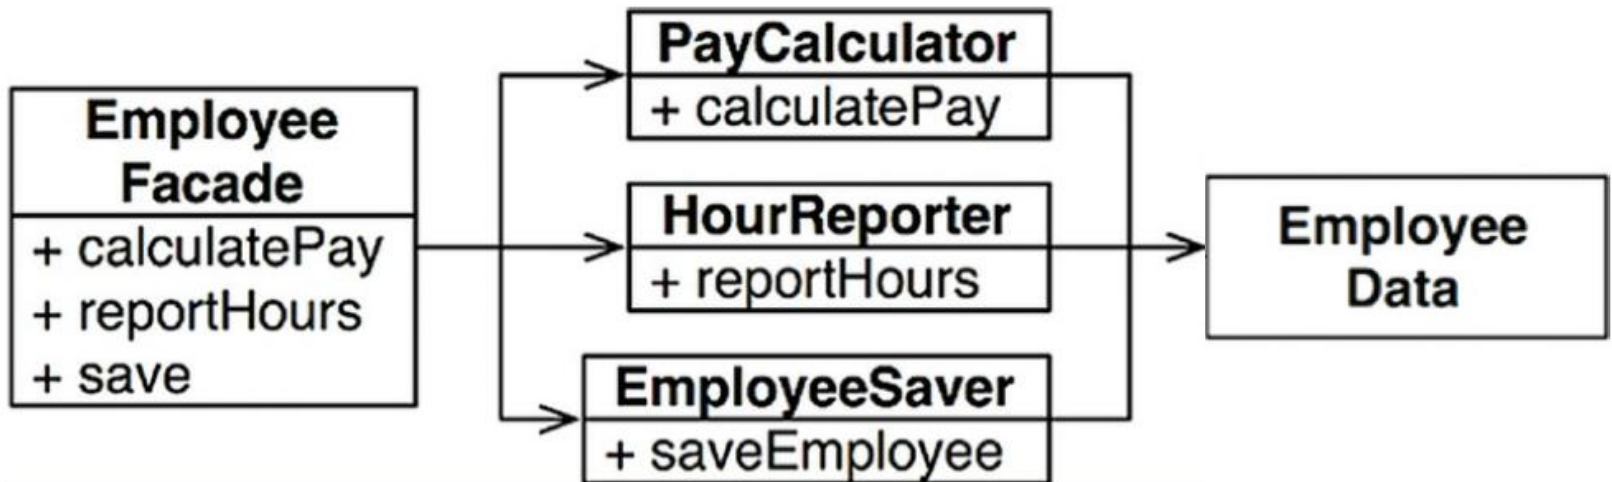 Employee
Facade
+ calculatePay
+ reportHours
+ save
PayCalculator
+ calculatePay
HourReporter
+ reportHours
EmployeeSaver
+ saveEmployee
Employee
Data